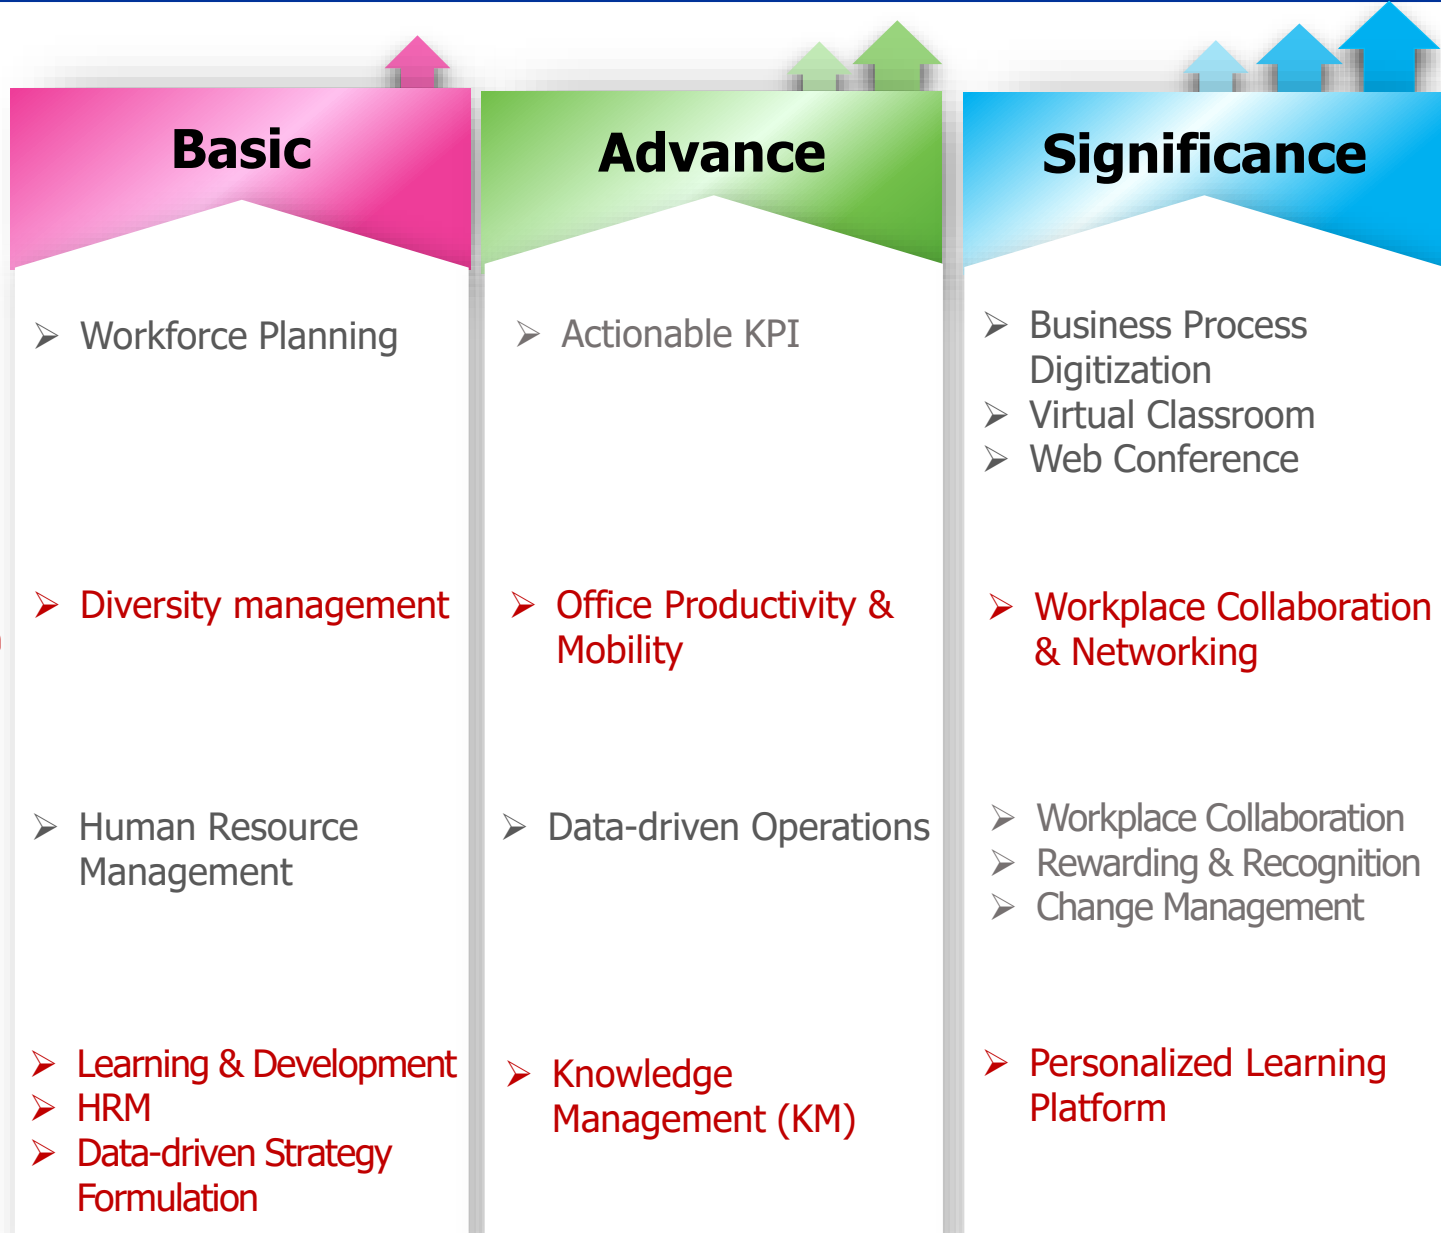 Basic
Workforce Planning
Diversity management
Human Resource
Management
Learning & Development
HRM
Data-driven Strategy
Formulation
Advance
Actionable KPI
Office Productivity &
Mobility
Data-driven Operations
Knowledge
Management (KM)
Significance
Business Process
Digitization
Virtual Classroom
Web Conference
Workplace Collaboration
& Networking
Workplace Collaboration
Rewarding & Recognition
Change Management
Personalized Learning
Platform